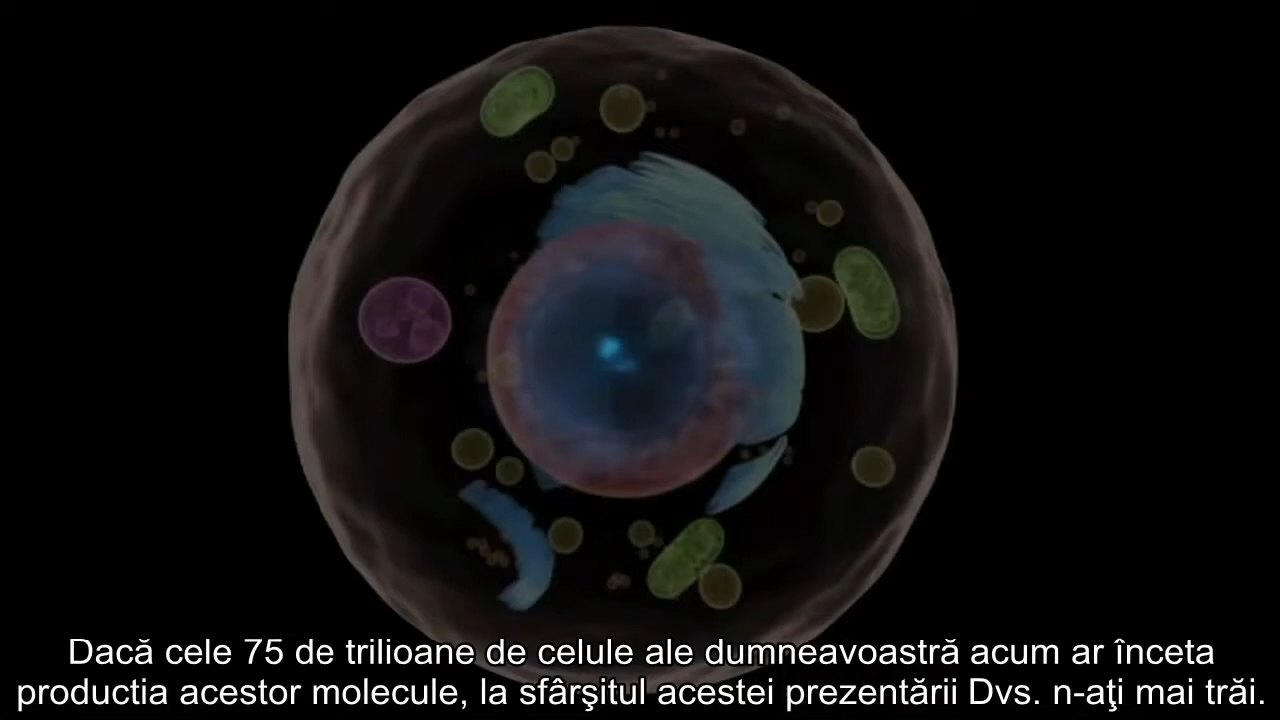 Dacă cele 75 de trilioane de celule ale dumneavoastră acum ar înceta
productia acestor molecule, la sfârşitul acestei prezentării Dvs. n-aţi mai trăi.